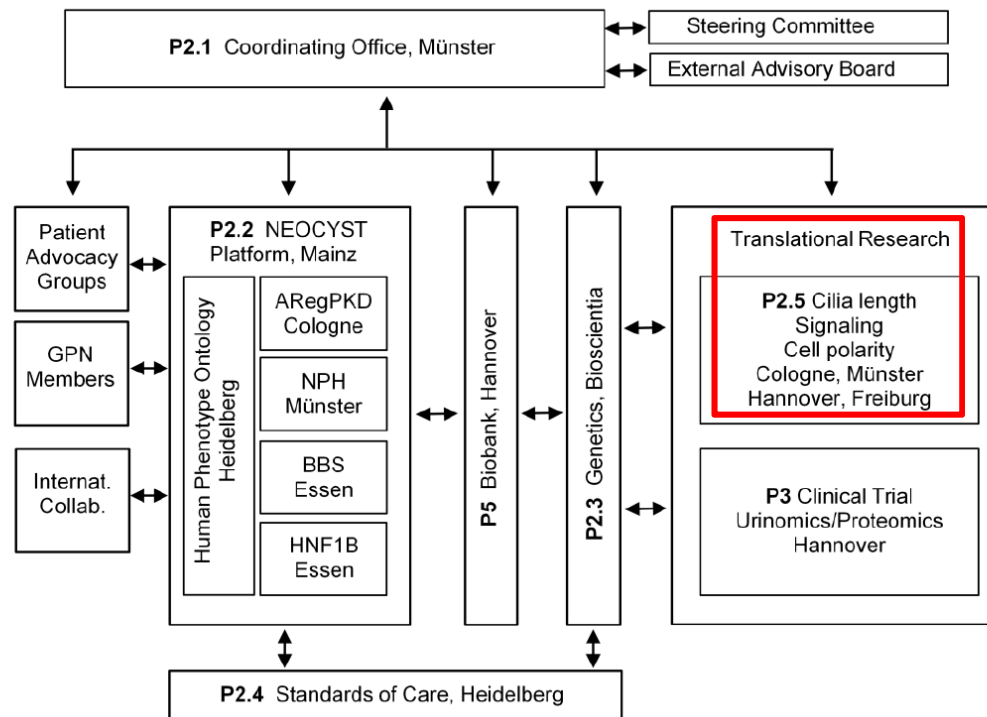 P2.1 Coordinating Office, Münster
Steering Committee
External Advisory Board
Patient
Advocacy
Groups
GPN
Members
Internat.
Collab.
P2.2 NEOCYST
Platform, Mainz
Human Phenotype Ontology
Heidelberg
ARegPKD
Cologne
NPH
Münster
BBS
Essen
HNF1B
Essen
P5 Biobank, Hannover
P2.3 Genetics, Bioscientia
Translational Research
P2.5 Cilia length
Signaling
Cell polarity
Cologne, Münster
Hannover, Freiburg
P3 Clinical Trial
Urinomics/Proteomics
Hannover
P2.4 Standards of Care, Heidelberg